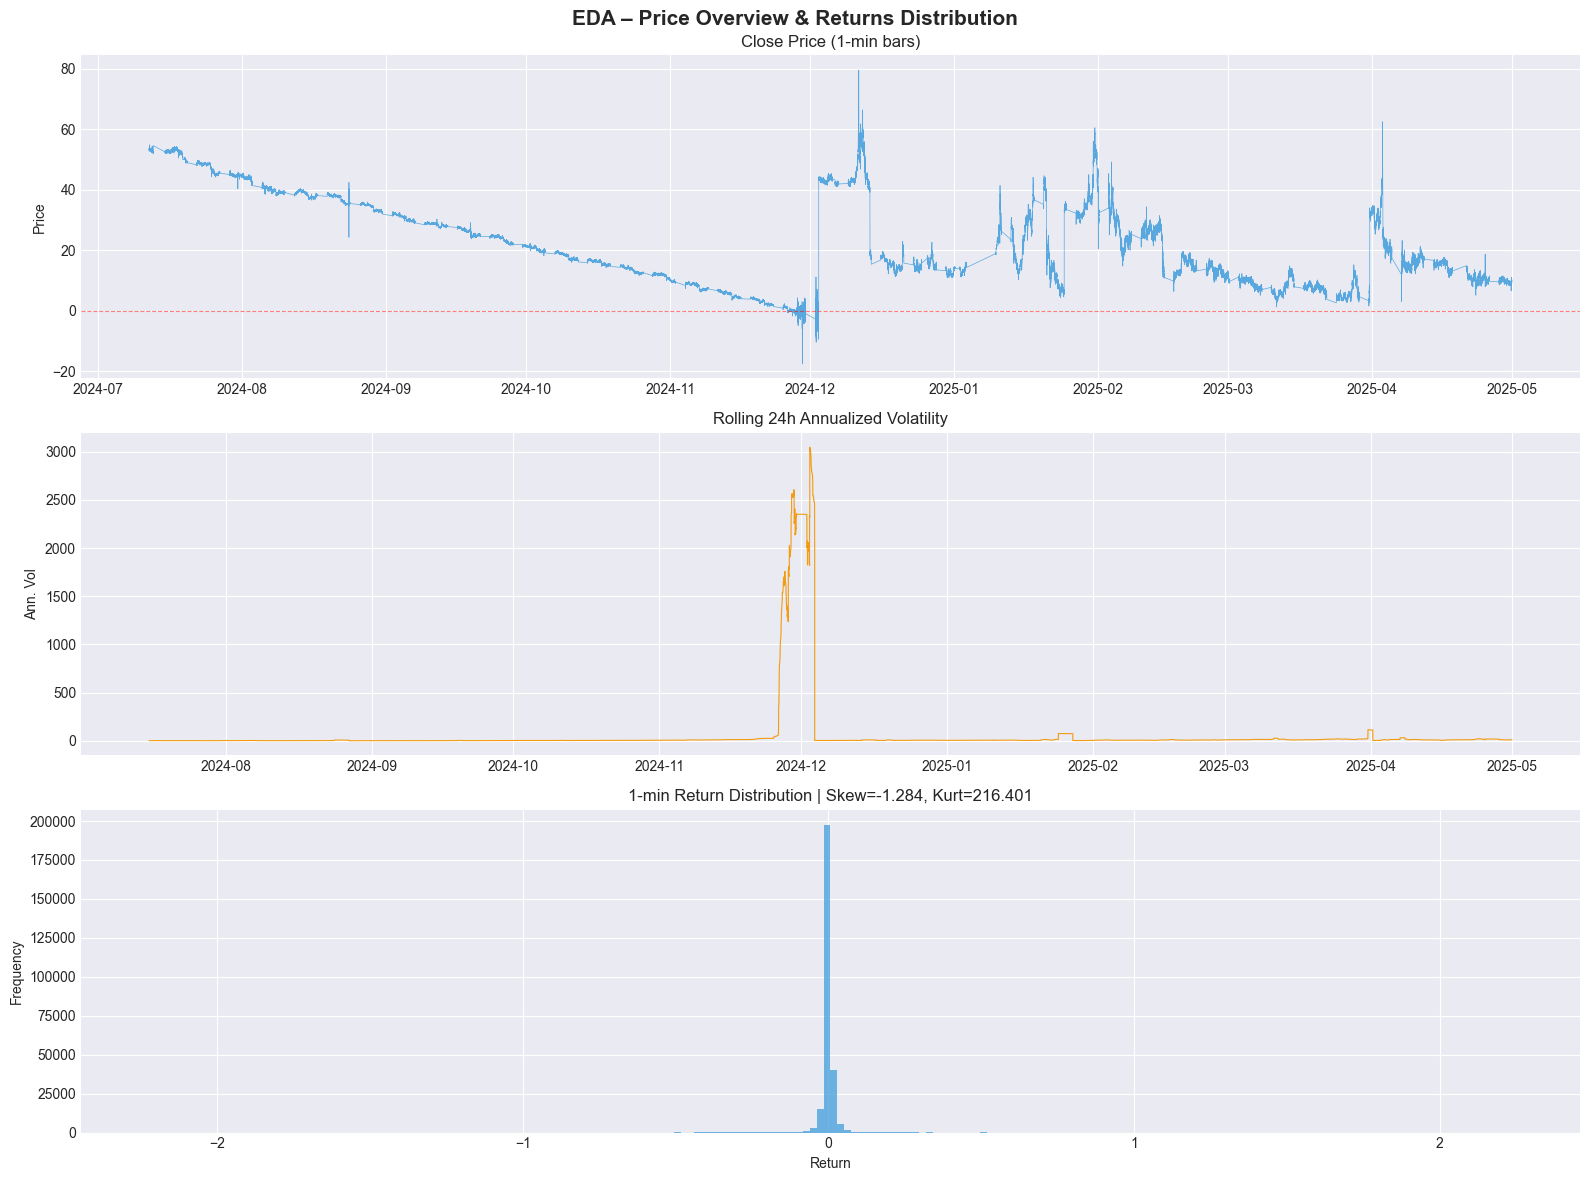 EDA – Price Overview & Returns Distribution
Close Price (1-min bars)
Price
80
60
40
20
0
−20
2024-07 2024-08 2024-09 2024-10 2024-11 2024-12 2025-01 2025-02 2025-03 2025-04 2025-05
Rolling 24h Annualized Volatility
Ann. Vol
3000
2500
2000
1500
1000
500
0
2024-08 2024-09 2024-10 2024-11 2024-12 2025-01 2025-02 2025-03 2025-04 2025-05
1-min Return Distribution | Skew=-1.284, Kurt=216.401
Frequency
200000
175000
150000
125000
100000
75000
50000
25000
0
−2 −1 0 1 2
Return